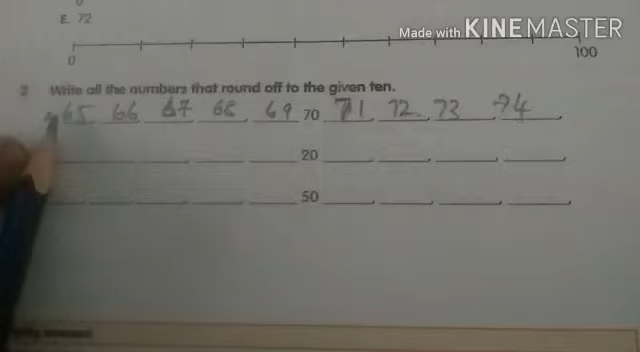 Made with KINEMASTER
E. 72
0 100
2 Write all the numbers that round off to the given ten.
65 66 67 68 69 70 71 72 73 74
20
50